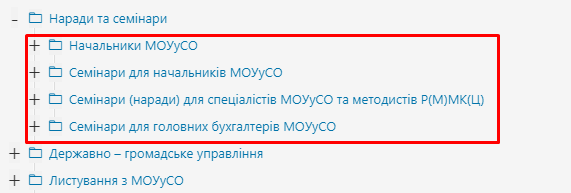 Наради та семінари
Начальники МОУуСО
Семінари для начальників МОУуСО
Семінари (наради) для спеціалістів МОУуСО та методистів Р(М)МК(Ц)
Семінари для головних бухгалтерів МОУуСО
Державно – громадське управління
Листування з МОУуСО